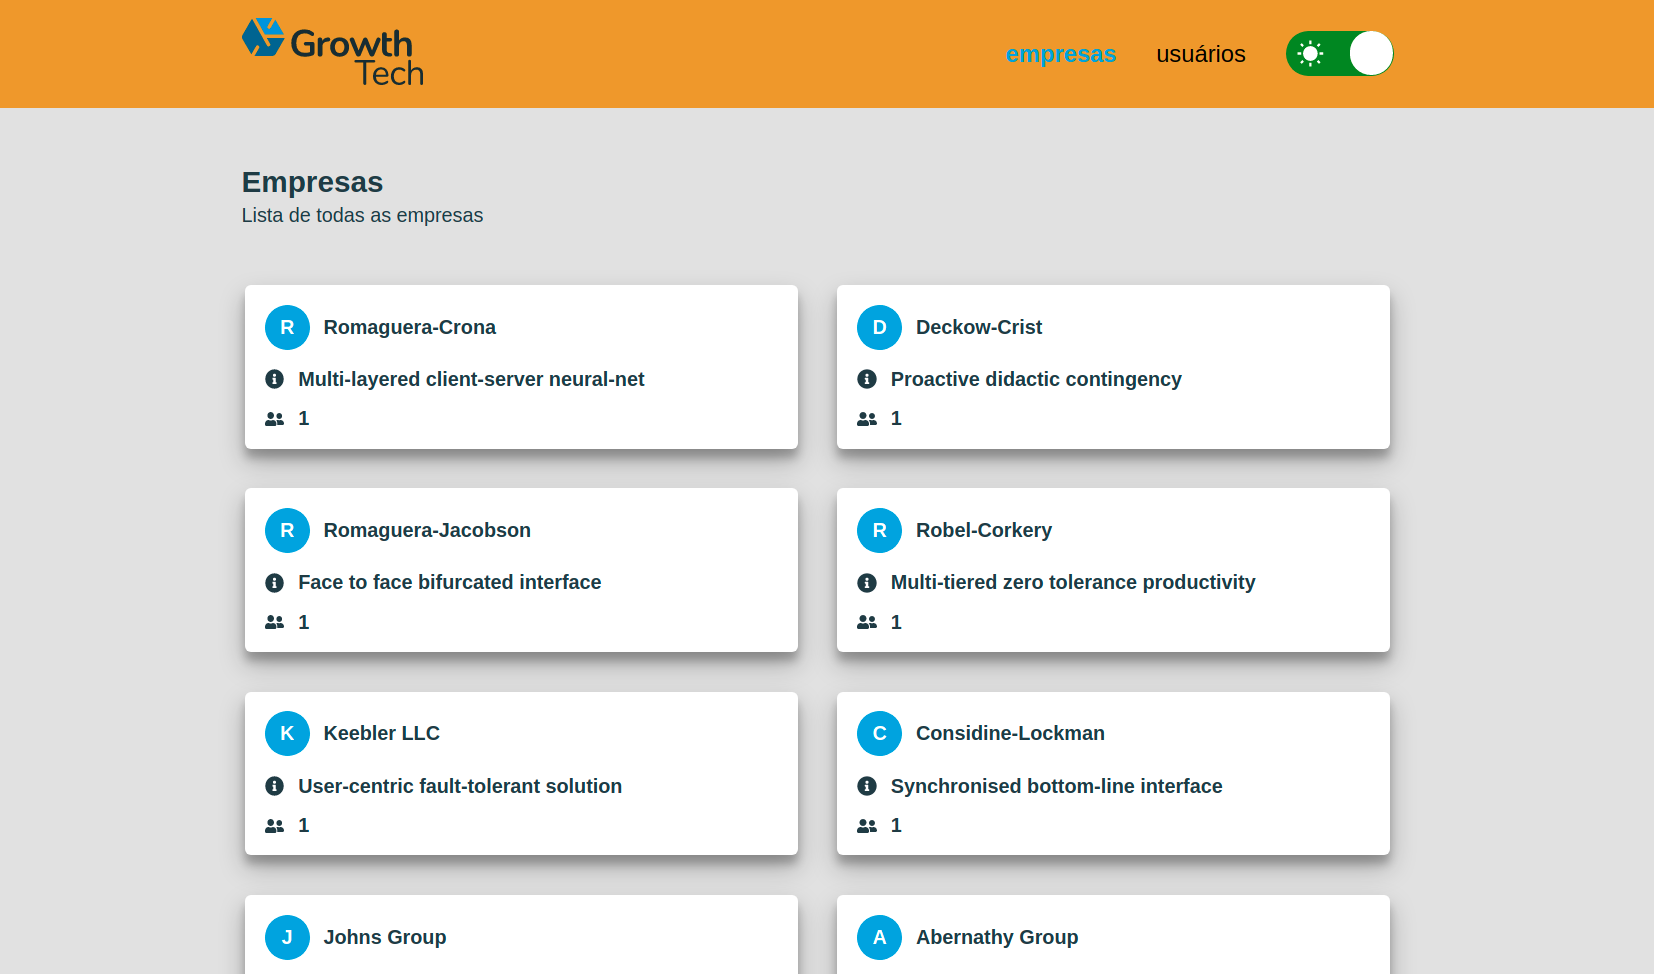 Growth
Tech
empresas
usuários
Empresas
Lista de todas as empresas
R
Romaguera-Crona
Multi-layered client-server neural-net
1
D
Deckow-Crist
Proactive didactic contingency
1
R
Romaguera-Jacobson
Face to face bifurcated interface
1
R
Robel-Corkery
Multi-tiered zero tolerance productivity
1
K
Keebler LLC
User-centric fault-tolerant solution
1
C
Considine-Lockman
Synchronised bottom-line interface
1
J
Johns Group
A
Abernathy Group